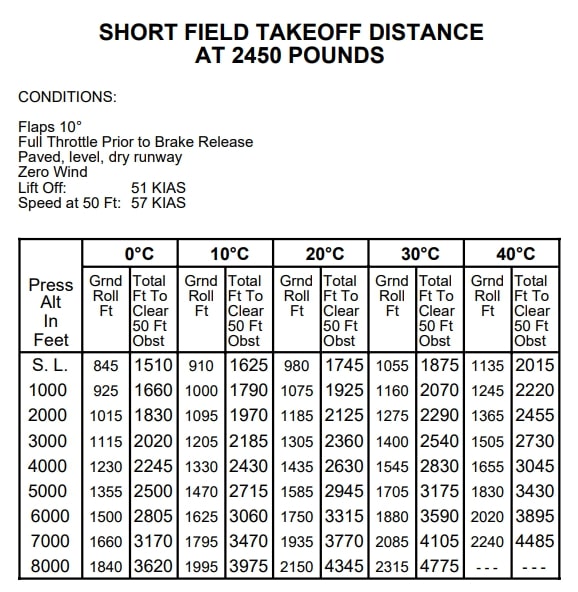 SHORT FIELD TAKEOFF DISTANCE
AT 2450 POUNDS
CONDITIONS:
Flaps 10°
Full Throttle Prior to Brake Release
Paved, level, dry runway
Zero Wind
Lift Off: 51 KIAS
Speed at 50 Ft: 57 KIAS
0°C 10°C 20°C 30°C 40°C
Press Alt In Feet Grnd Roll Ft Total Ft To Clear 50 Ft Obst Grnd Roll Ft Total Ft To Clear 50 Ft Obst Grnd Roll Ft Total Ft To Clear 50 Ft Obst Grnd Roll Ft Total Ft To Clear 50 Ft Obst Grnd Roll Ft Total Ft To Clear 50 Ft Obst
S. L. 845 1510 910 1625 980 1745 1055 1875 1135 2015
1000 925 1660 1000 1790 1075 1925 1160 2070 1245 2220
2000 1015 1830 1095 1970 1185 2125 1275 2290 1365 2455
3000 1115 2020 1205 2185 1305 2360 1400 2540 1505 2730
4000 1230 2245 1330 2430 1435 2630 1545 2830 1655 3045
5000 1355 2500 1470 2715 1585 2945 1705 3175 1830 3430
6000 1500 2805 1625 3060 1750 3315 1880 3590 2020 3895
7000 1660 3170 1795 3470 1935 3770 2085 4105 2240 4485
8000 1840 3620 1995 3975 2150 4345 2315 4775 --- ---